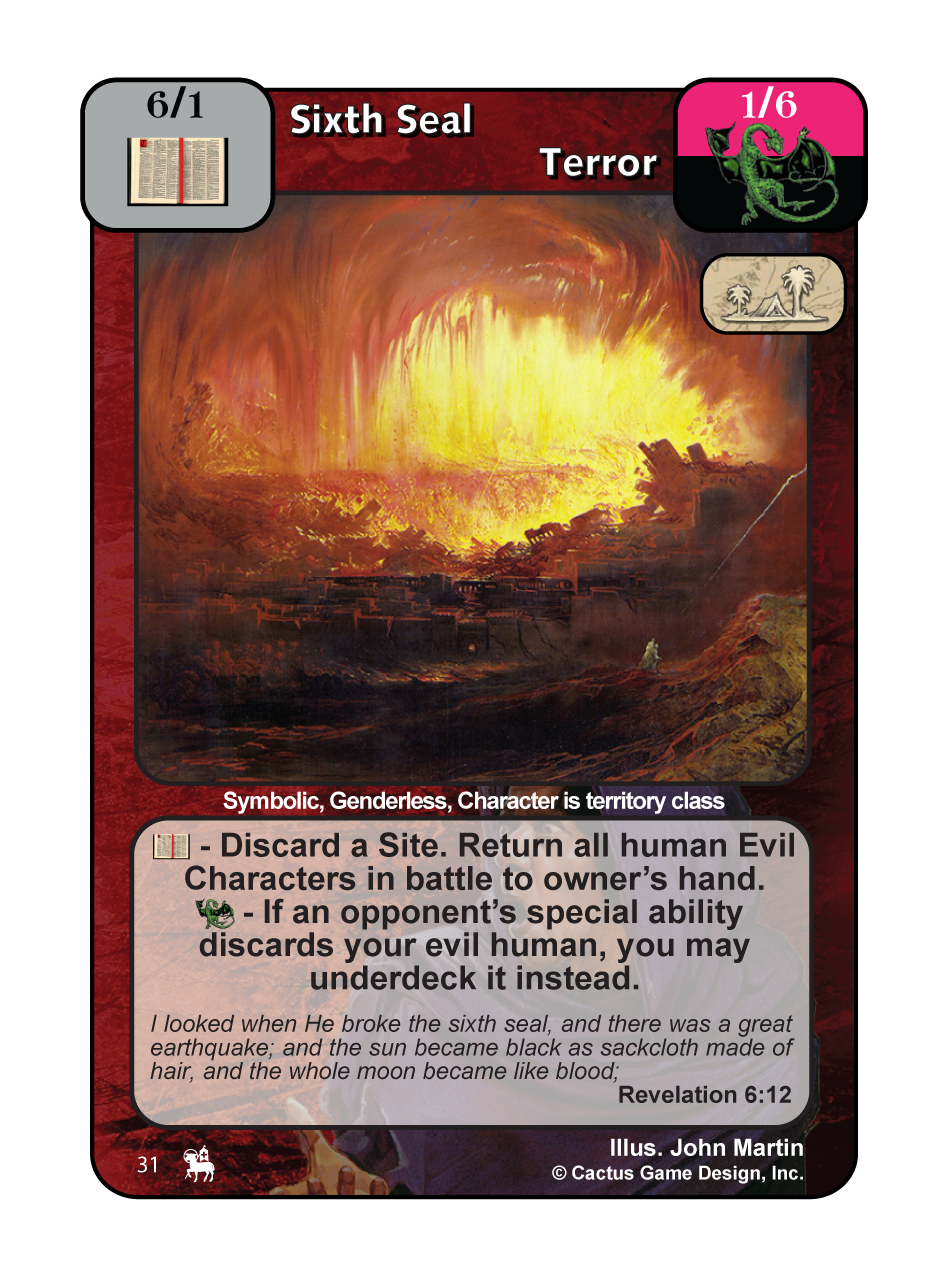 6/1
Sixth Seal
1/6
Terror
Symbolic, Genderless, Character is territory class
- Discard a Site. Return all human Evil
Characters in battle to owner's hand.
- If an opponent's special ability
discards your evil human, you may
underdeck it instead.
I looked when He broke the sixth seal, and there was a great
earthquake; and the sun became black as sackcloth made of
hair, and the whole moon became like blood;
Revelation 6:12
Illus. John Martin
31
© Cactus Game Design, Inc.